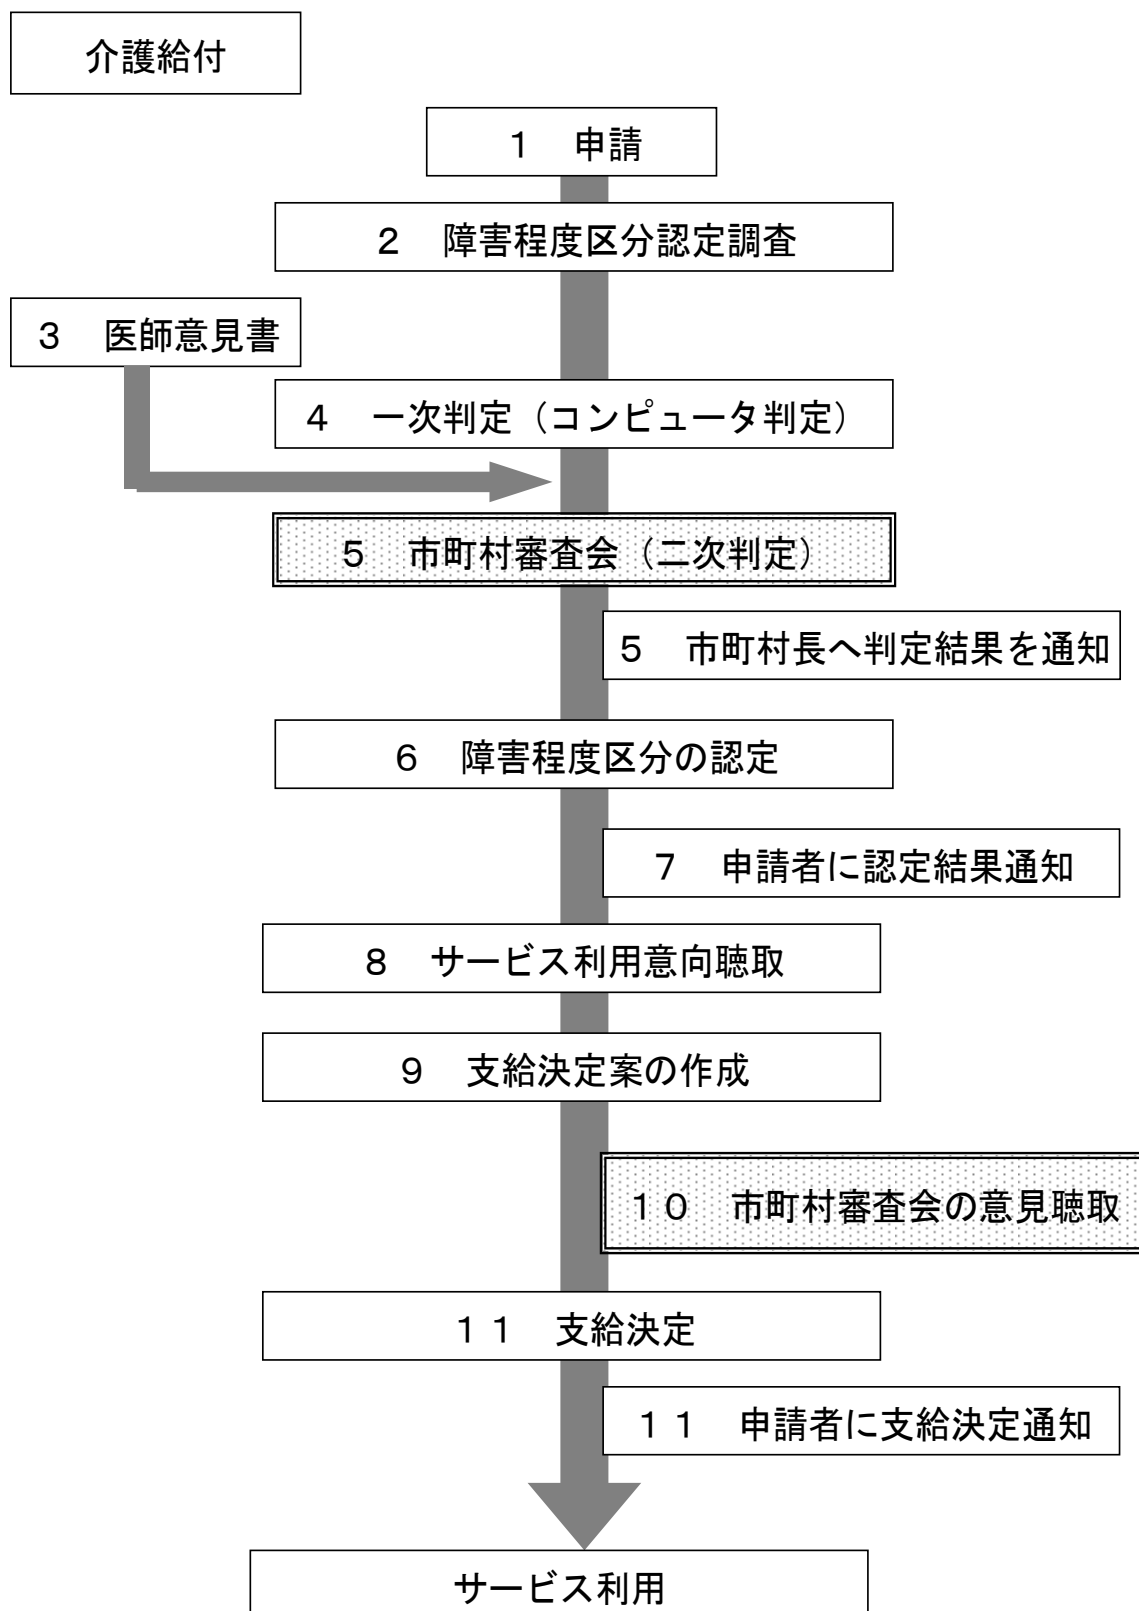 介護給付
１　申請
２　障害程度区分認定調査
３　医師意見書
４　一次判定（コンピュータ判定）
５　市町村審査会（二次判定）
５　市町村長へ判定結果を通知
６　障害程度区分の認定
７　申請者に認定結果通知
８　サービス利用意向聴取
９　支給決定案の作成
１０　市町村審査会の意見聴取
１１　支給決定
１１　申請者に支給決定通知
サービス利用